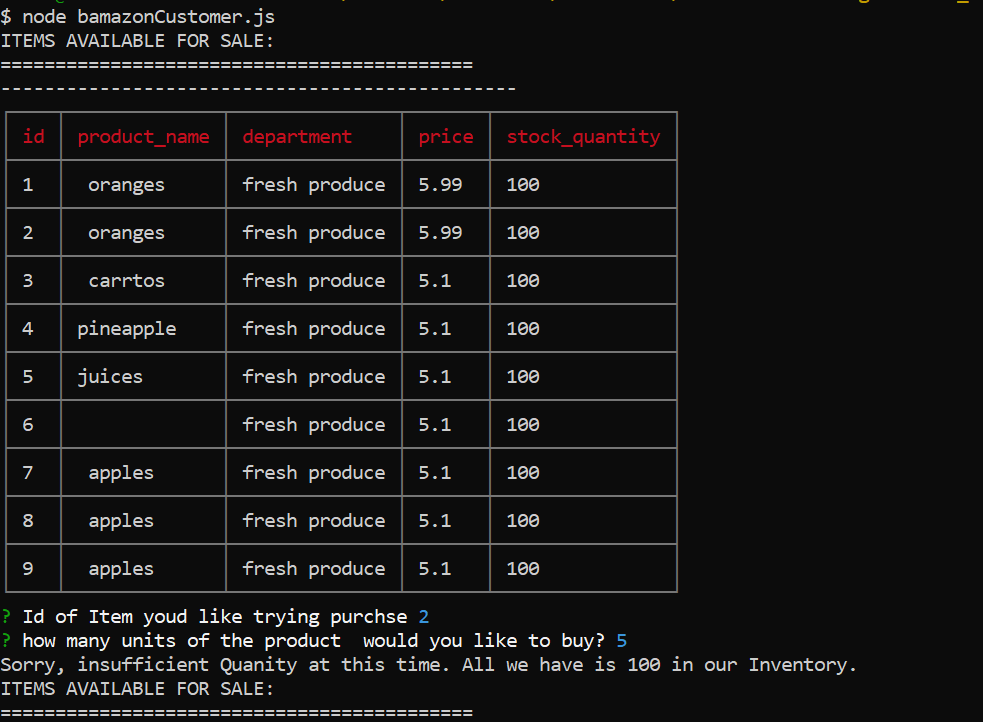 $ node bamazonCustomer.js
ITEMS AVAILABLE FOR SALE:
===========================================
-----------------------------------------------
id product_name department price stock_quantity
1 oranges fresh produce 5.99 100
2 oranges fresh produce 5.99 100
3 carrtos fresh produce 5.1 100
4 pineapple fresh produce 5.1 100
5 juices fresh produce 5.1 100
6 fresh produce 5.1 100
7 apples fresh produce 5.1 100
8 apples fresh produce 5.1 100
9 apples fresh produce 5.1 100
? Id of Item youd like trying purchse 2
? how many units of the product  would you like to buy? 5
Sorry, insufficient Quanity at this time. All we have is 100 in our Inventory.
ITEMS AVAILABLE FOR SALE:
===========================================